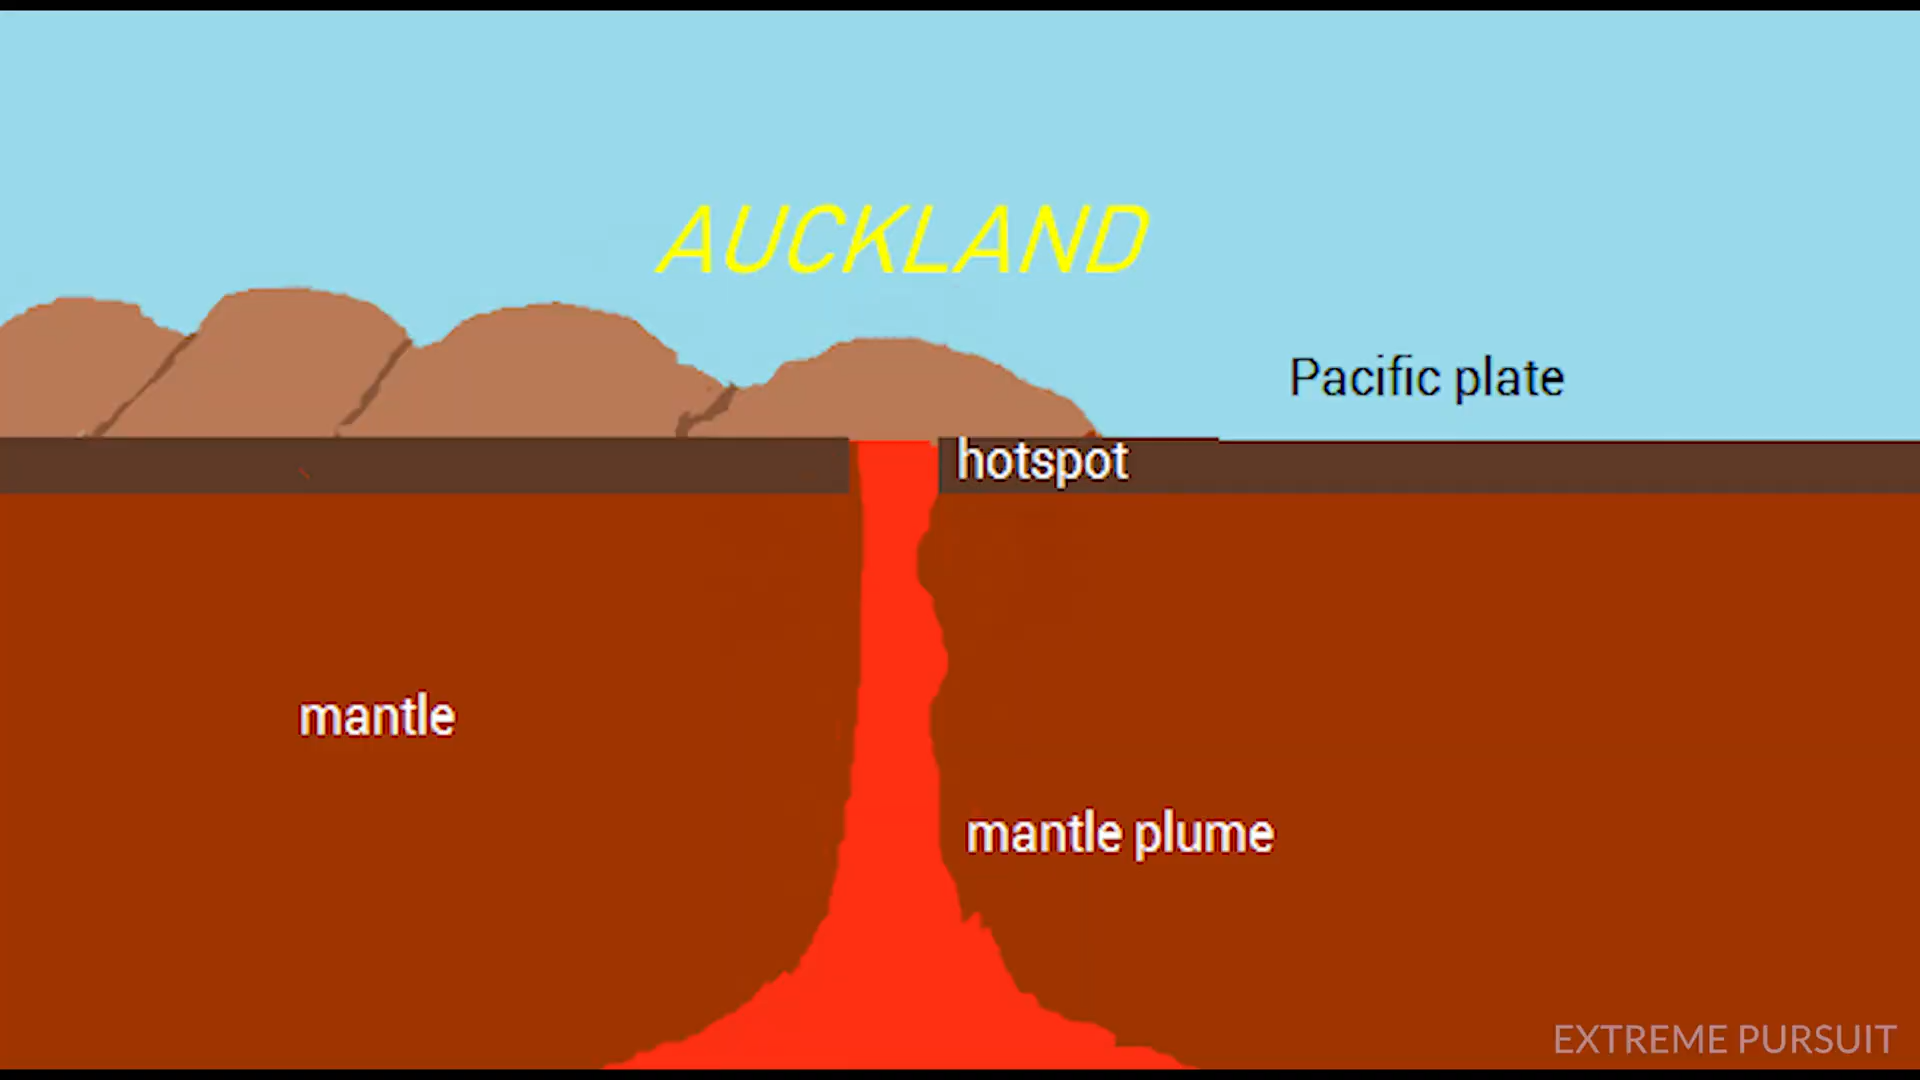 AUCKLAND
Pacific plate
hotspot
mantle
mantle plume
EXTREME PURSUIT